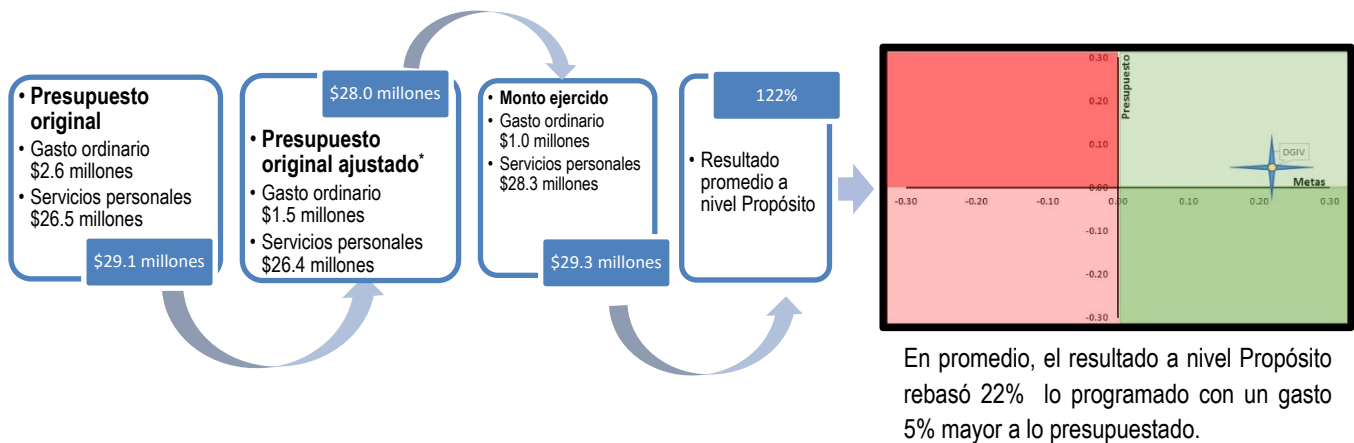 • Presupuesto
original
• Gasto ordinario
$2.6 millones
• Servicios personales
$26.5 millones
$29.1 millones
$28.0 millones
• Presupuesto
original ajustado*
• Gasto ordinario
$1.5 millones
• Servicios personales
$26.4 millones
• Monto ejercido
• Gasto ordinario
$1.0 millones
• Servicios personales
$28.3 millones
$29.3 millones
122%
• Resultado
promedio a
nivel Propósito
Presupuesto
0.30
0.20
0.10
0.00
-0.10
-0.20
-0.30
-0.30
-0.20
-0.10
0.00
0.10
0.20
0.30
DGIV
Metas
En promedio, el resultado a nivel Propósito
rebasó 22% lo programado con un gasto
5% mayor a lo presupuestado.